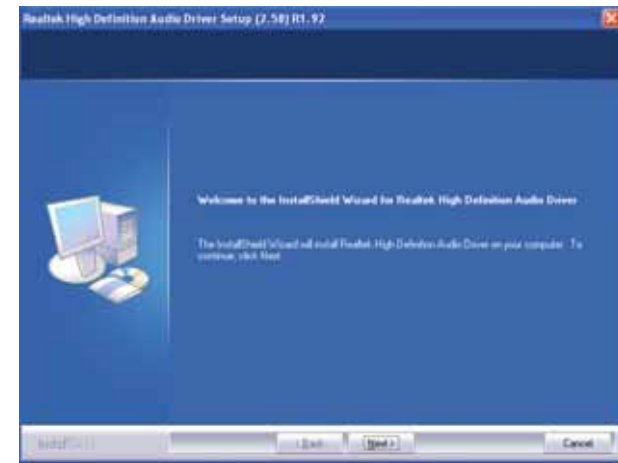 Realtek High Definition Audio Driver Setup (2.58) R1.92
Welcome to the InstallShield Wizard for Realtek High Definition Audio Driver
The InstallShield Wizard will install Realtek High Definition Audio Driver on your computer. To
continue, click Next
InstallShield
< Back Next > Cancel